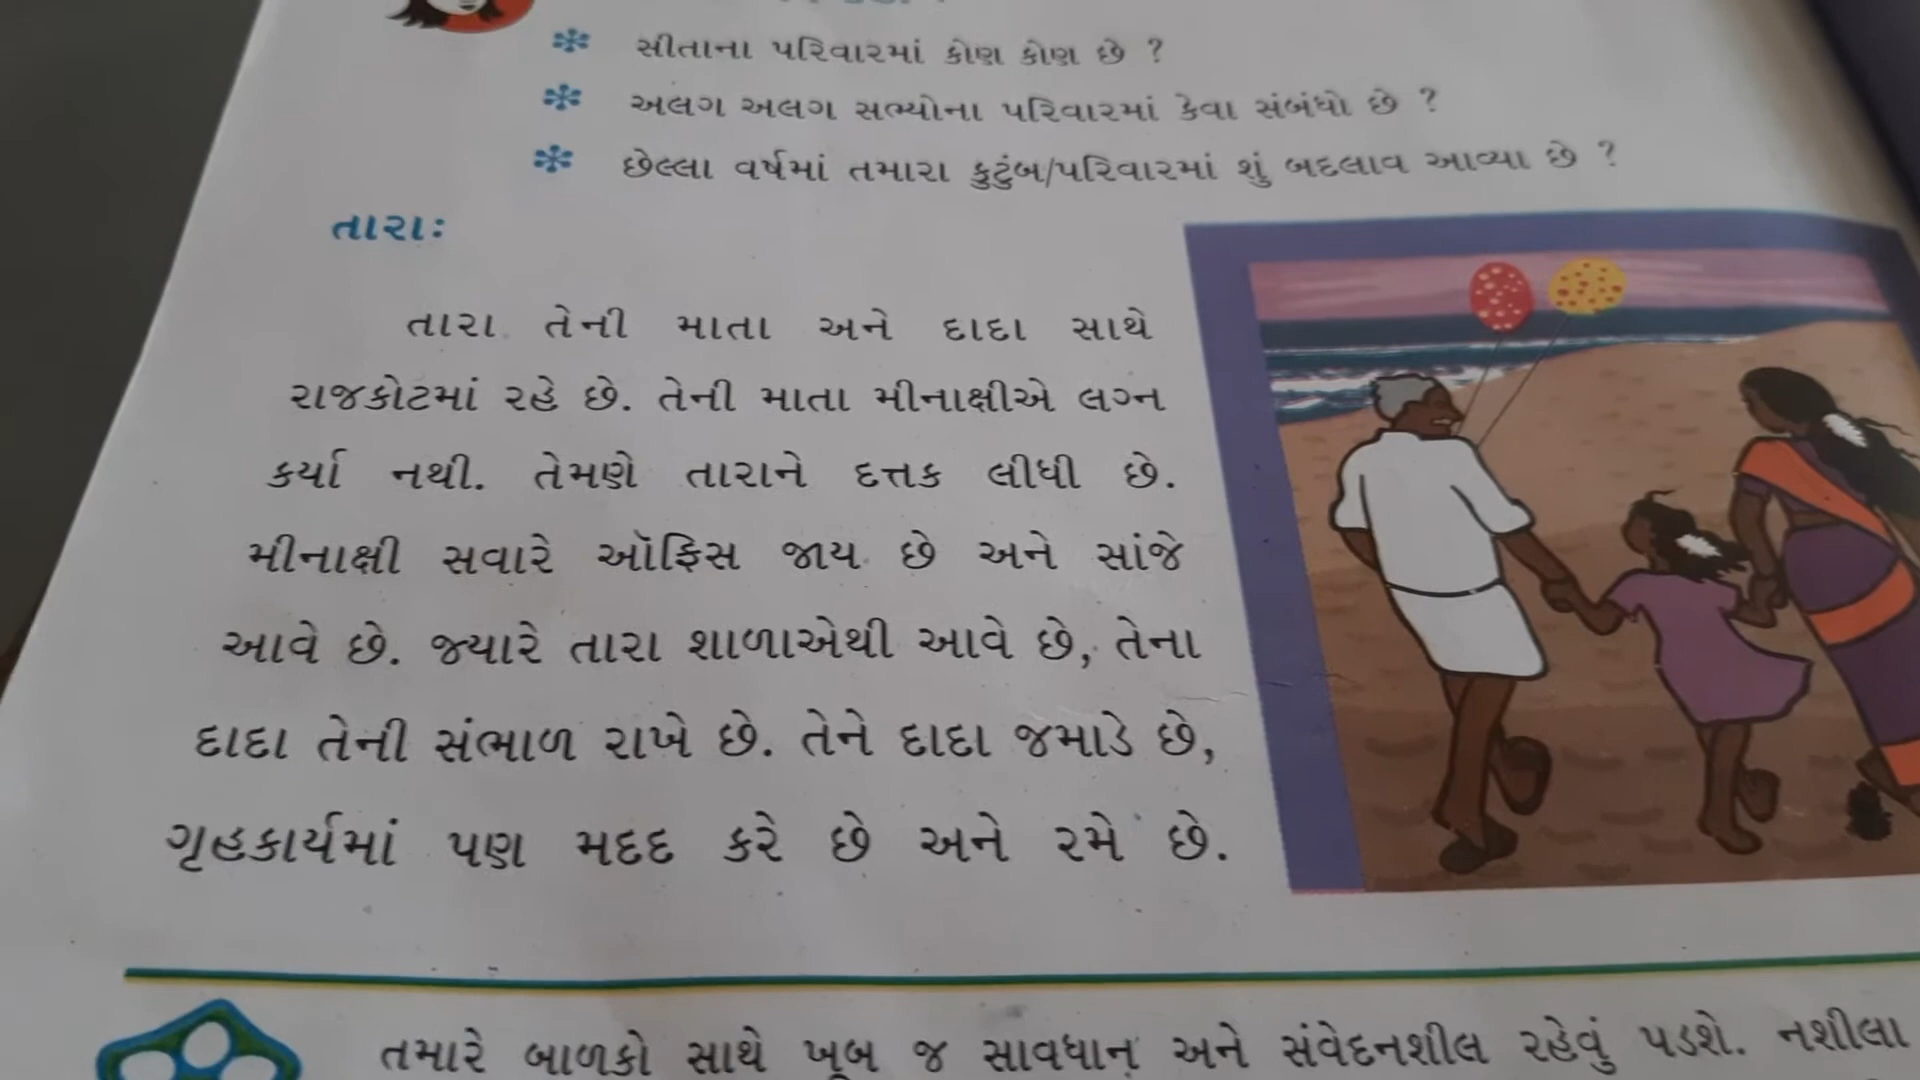 સીતાના પરિવારમાં કોણ કોણ છે ?
અલગ અલગ સભ્યોના પરિવારમાં કેવા સંબંધો છે ?
છેલ્લા વર્ષમાં તમારા કુટુંબ/પરિવારમાં શું બદલાવ આવ્યા છે ?
તારાઃ
તારા તેની માતા અને દાદા સાથે
રાજકોટમાં રહે છે. તેની માતા મીનાક્ષીએ લગ્ન
કર્યા નથી. તેમણે તારાને દત્તક લીધી છે.
મીનાક્ષી સવારે ઑફિસ જાય છે અને સાંજે
આવે છે. જ્યારે તારા શાળાએથી આવે છે, તેના
દાદા તેની સંભાળ રાખે છે. તેને દાદા જમાડે છે,
ગૃહકાર્યમાં પણ મદદ કરે છે અને રમે છે.
તમારે બાળકો સાથે ખૂબ જ સાવધાન અને સંવેદનશીલ રહેવું પડશે. નશીલા